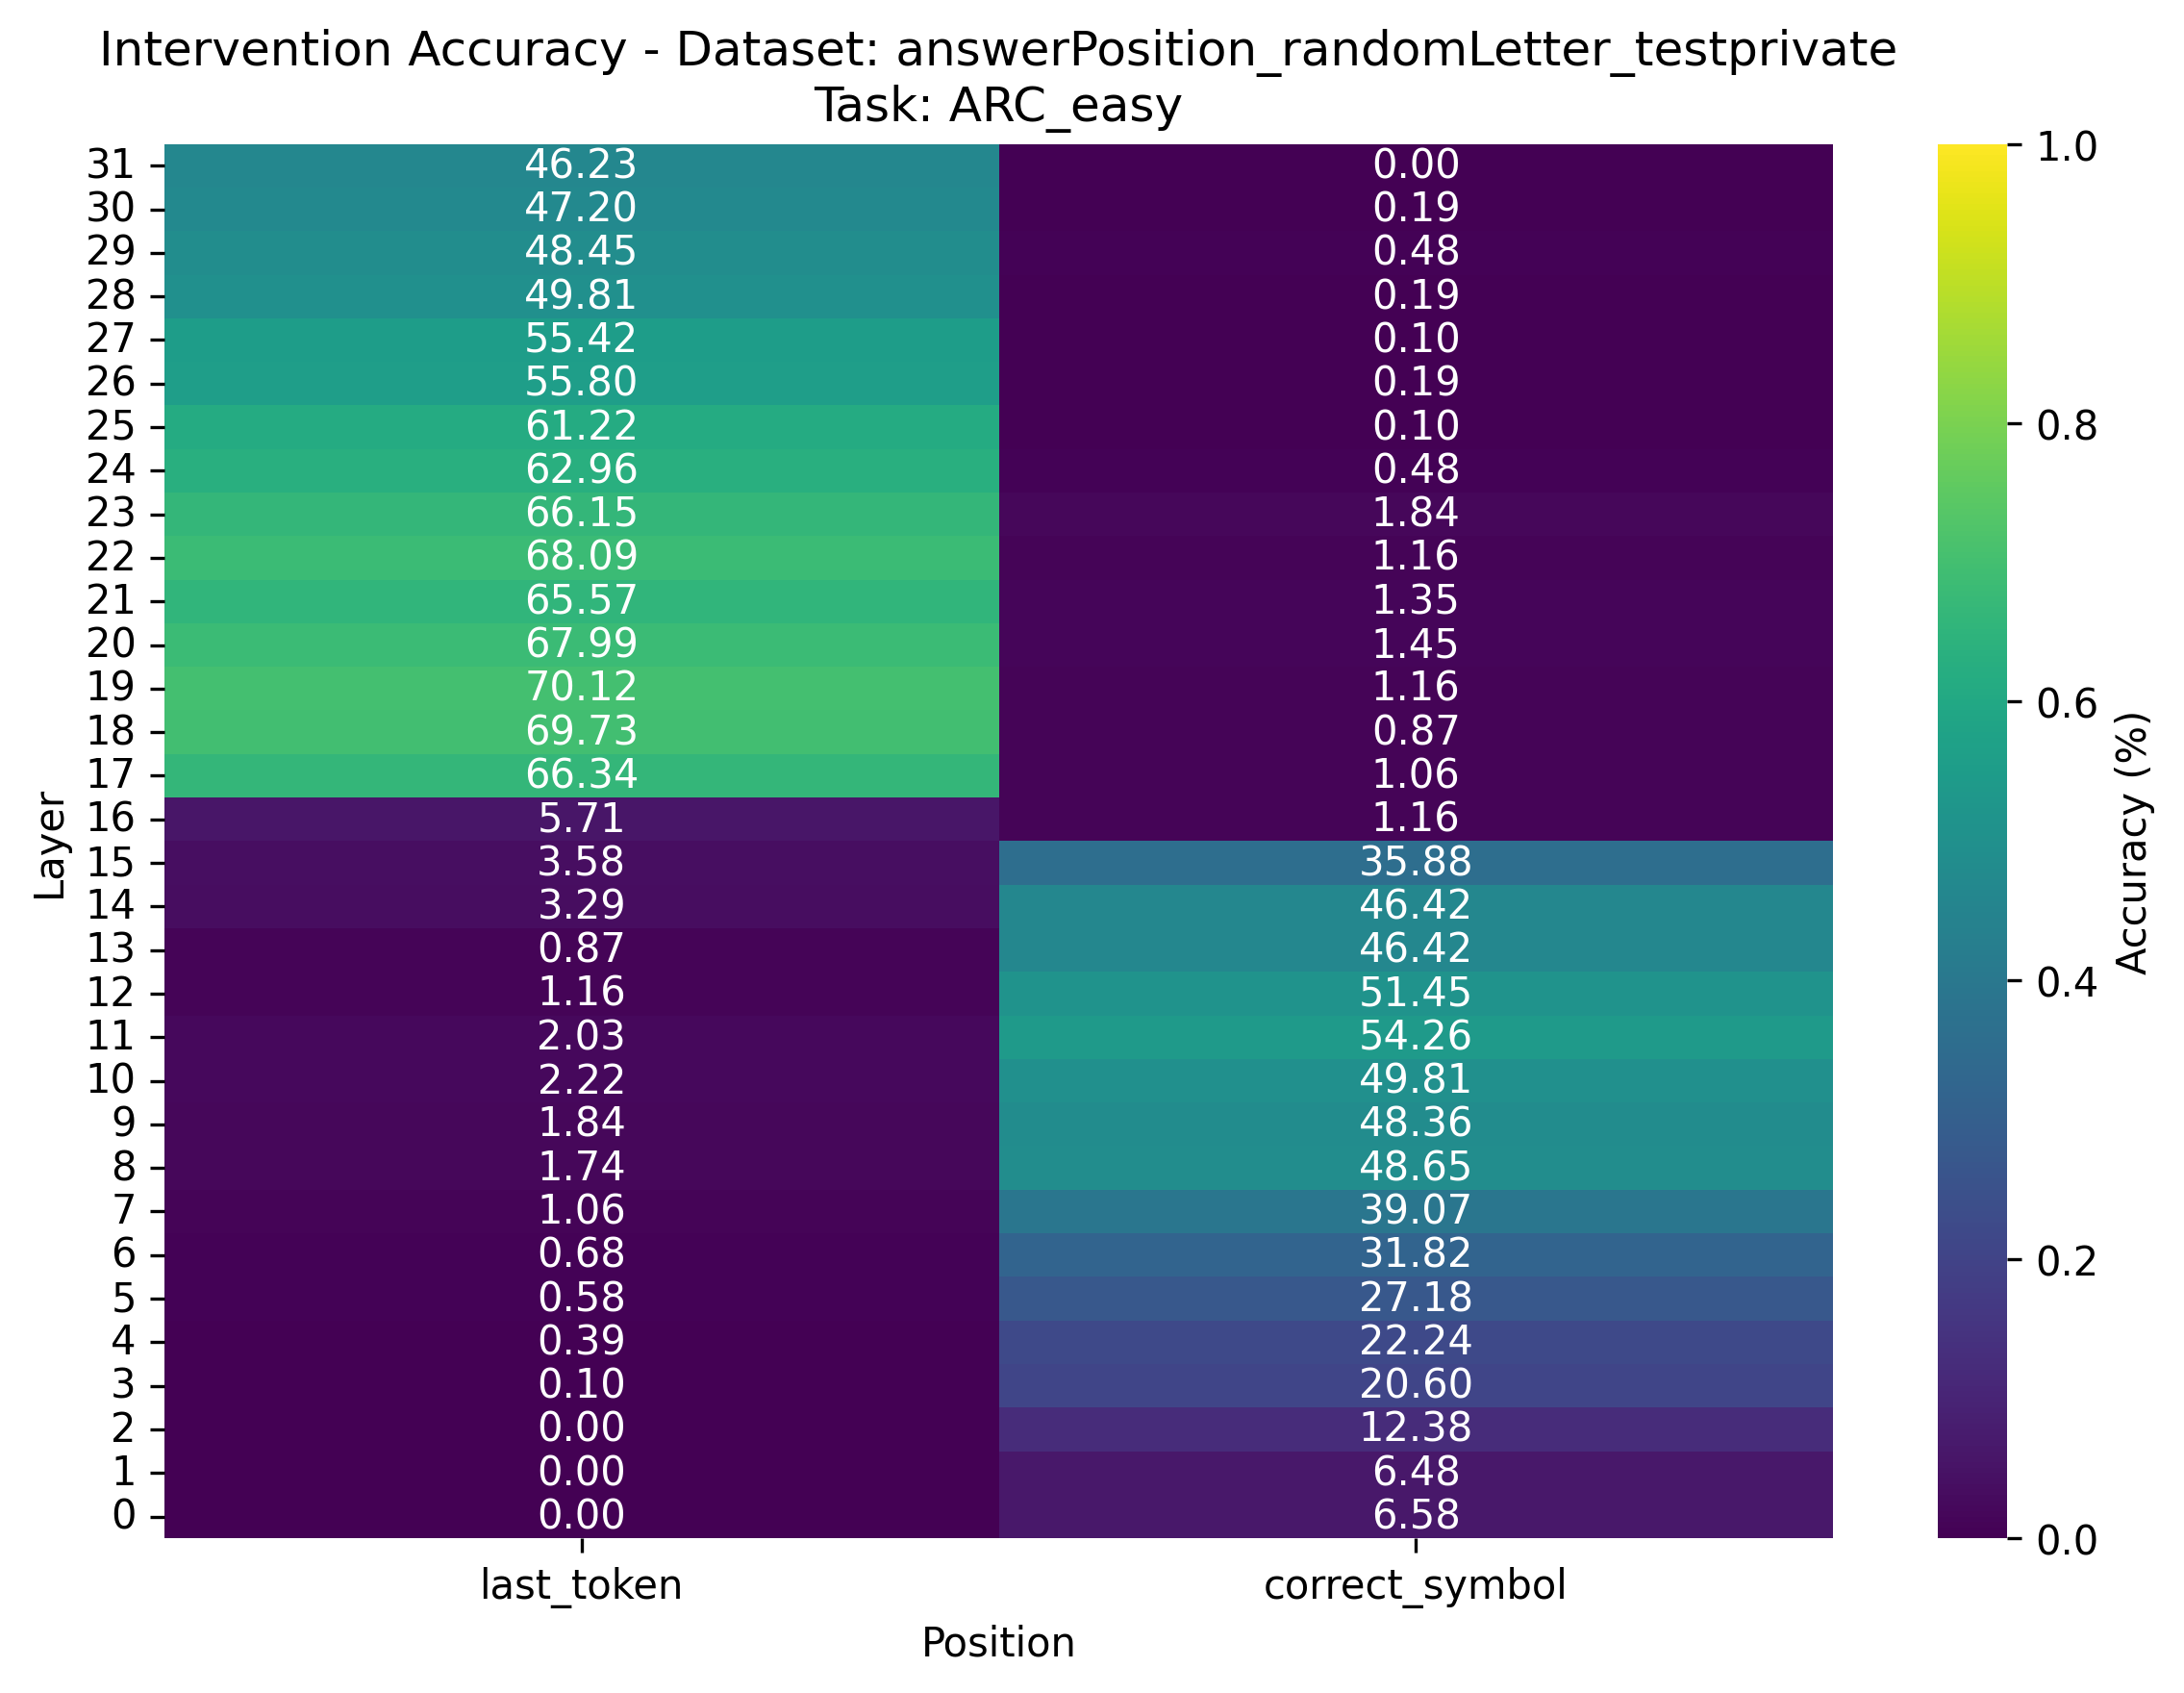 Intervention Accuracy - Dataset: answerPosition_randomLetter_testprivate
Task: ARC_easy
31 46.23 0.00
30 47.20 0.19
29 48.45 0.48
28 49.81 0.19
27 55.42 0.10
26 55.80 0.19
25 61.22 0.10
24 62.96 0.48
23 66.15 1.84
22 68.09 1.16
21 65.57 1.35
20 67.99 1.45
19 70.12 1.16
18 69.73 0.87
17 66.34 1.06
16 5.71 1.16
15 3.58 35.88
14 3.29 46.42
13 0.87 46.42
12 1.16 51.45
11 2.03 54.26
10 2.22 49.81
9 1.84 48.36
8 1.74 48.65
7 1.06 39.07
6 0.68 31.82
5 0.58 27.18
4 0.39 22.24
3 0.10 20.60
2 0.00 12.38
1 0.00 6.48
0 0.00 6.58
last_token correct_symbol
Position
Layer
1.0
0.8
0.6
0.4
0.2
0.0
Accuracy (%)